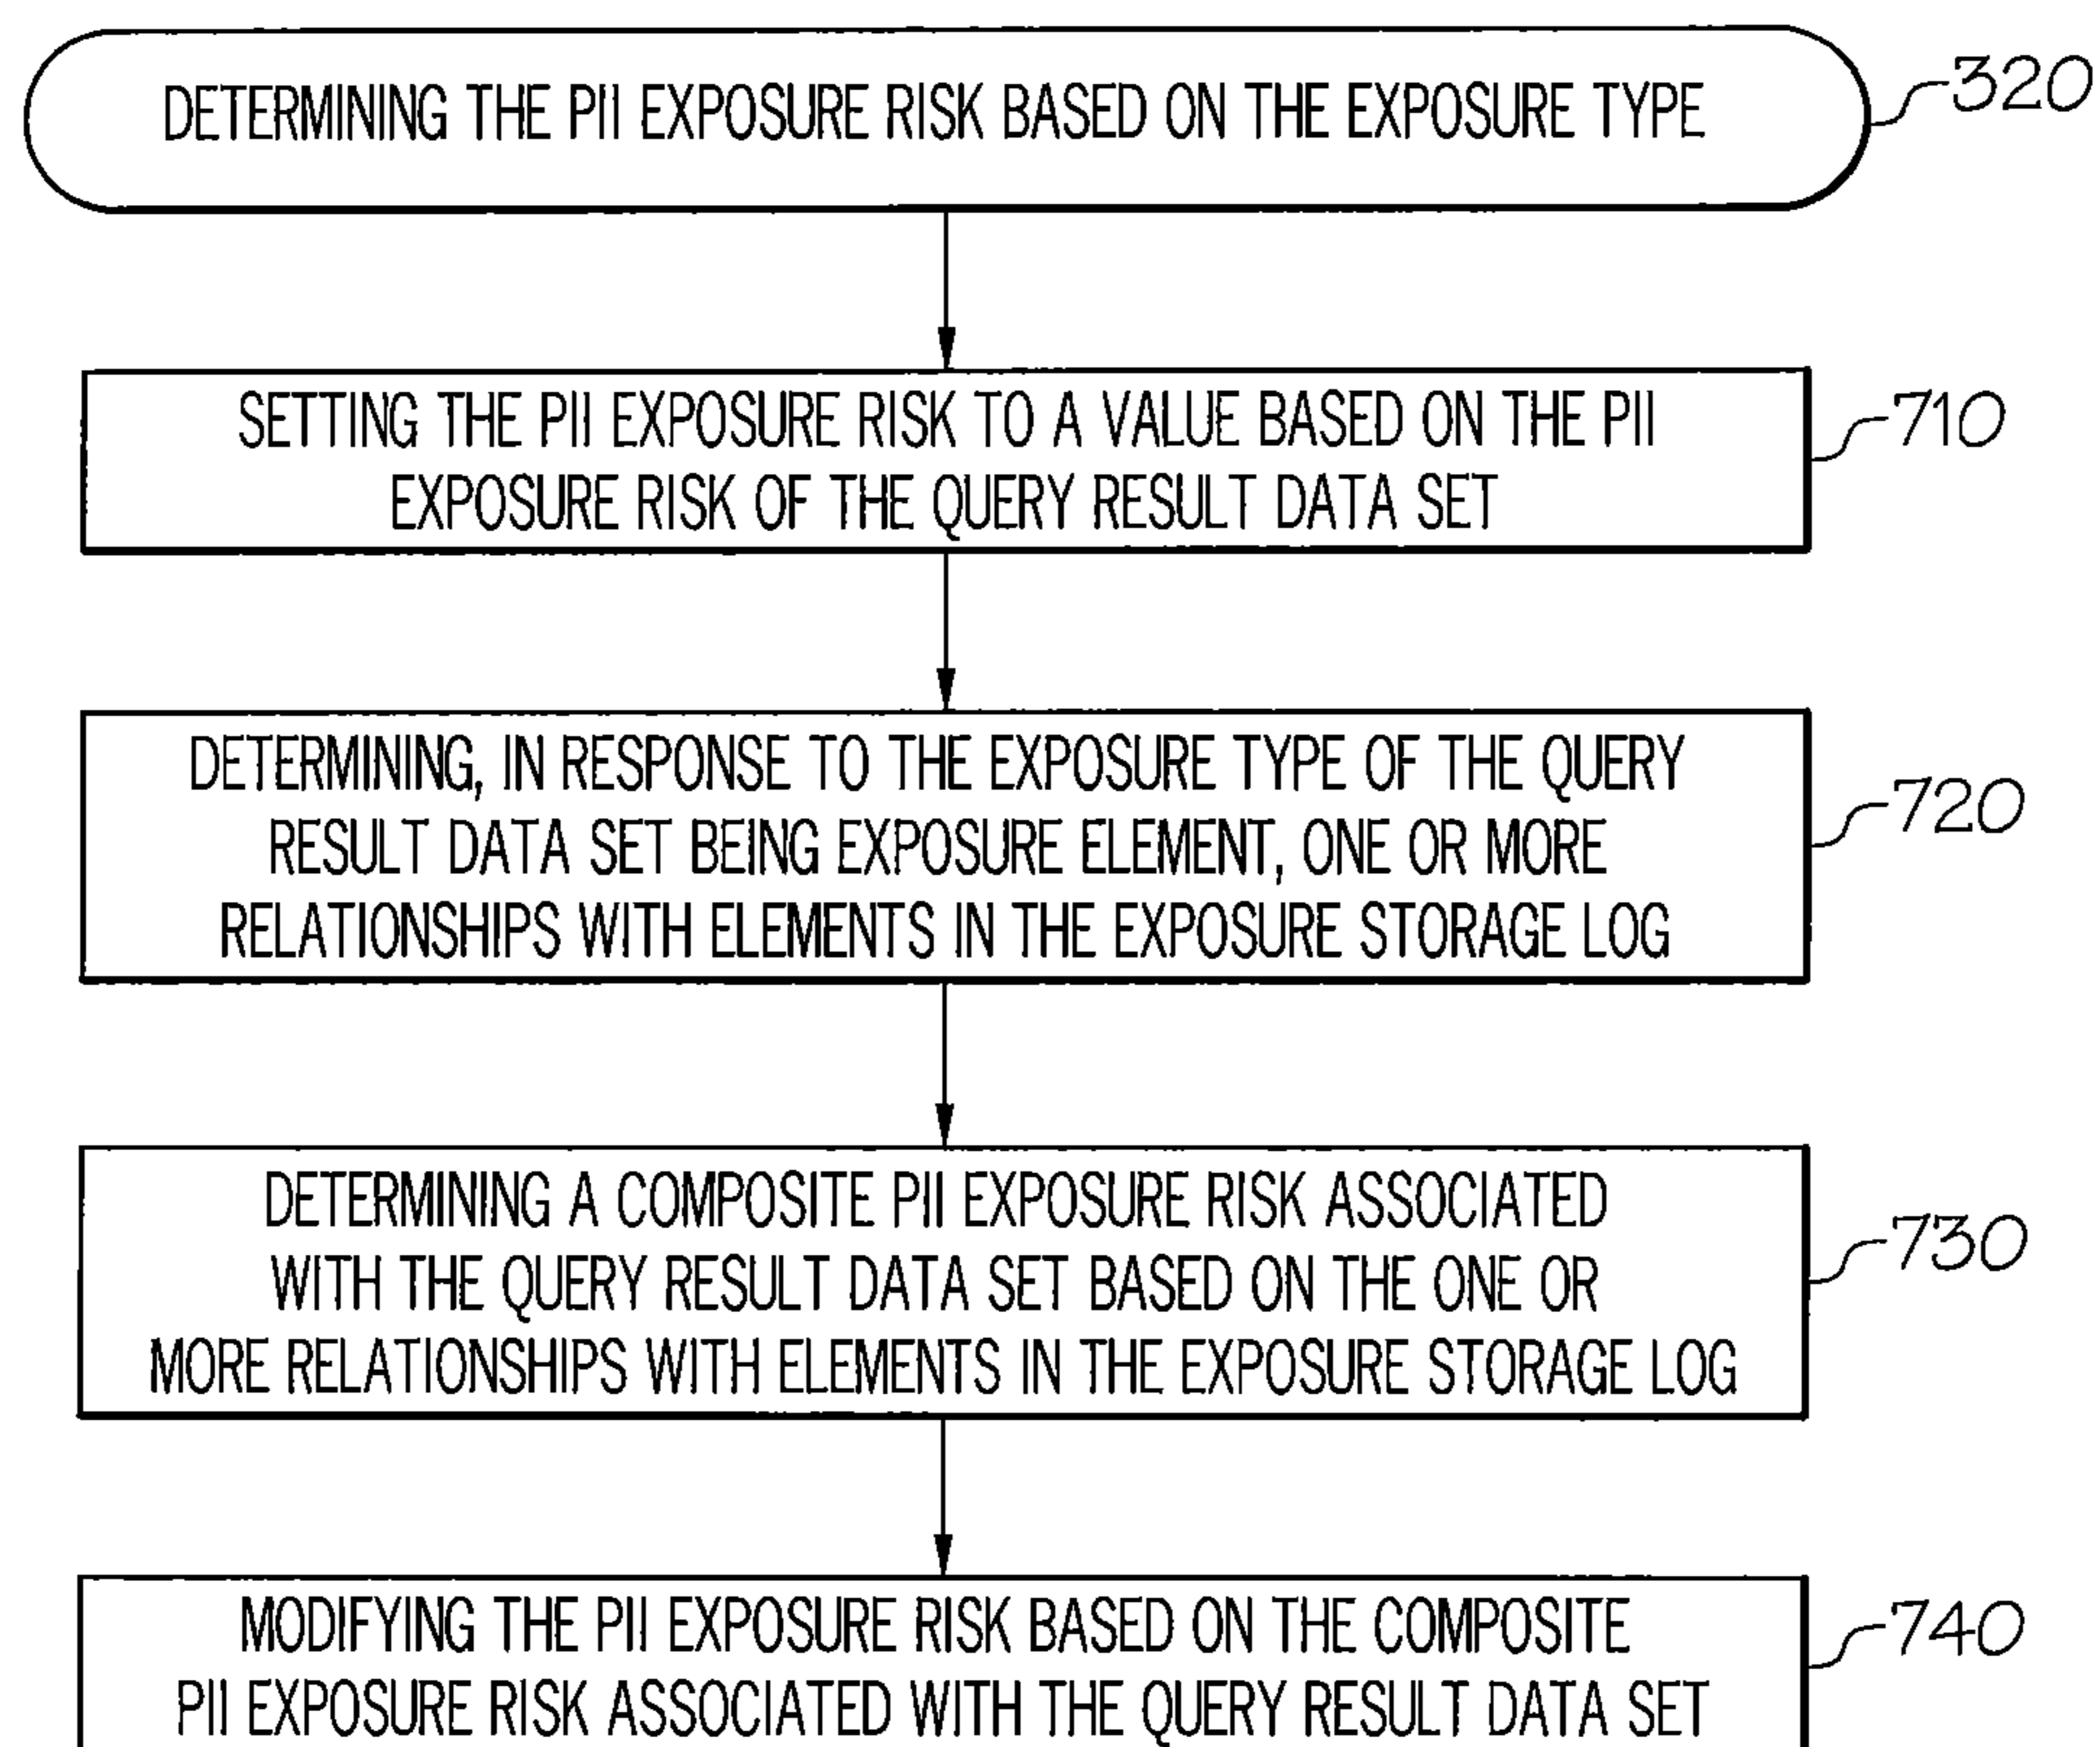 DETERMINING THE PII EXPOSURE RISK BASED ON THE EXPOSURE TYPE
320
SETTING THE PII EXPOSURE RISK TO A VALUE BASED ON THE PII
EXPOSURE RISK OF THE QUERY RESULT DATA SET
710
DETERMINING, IN RESPONSE TO THE EXPOSURE TYPE OF THE QUERY
RESULT DATA SET BEING EXPOSURE ELEMENT, ONE OR MORE
RELATIONSHIPS WITH ELEMENTS IN THE EXPOSURE STORAGE LOG
720
DETERMINING A COMPOSITE PII EXPOSURE RISK ASSOCIATED
WITH THE QUERY RESULT DATA SET BASED ON THE ONE OR
MORE RELATIONSHIPS WITH ELEMENTS IN THE EXPOSURE STORAGE LOG
730
MODIFYING THE PII EXPOSURE RISK BASED ON THE COMPOSITE
PII EXPOSURE RISK ASSOCIATED WITH THE QUERY RESULT DATA SET
740